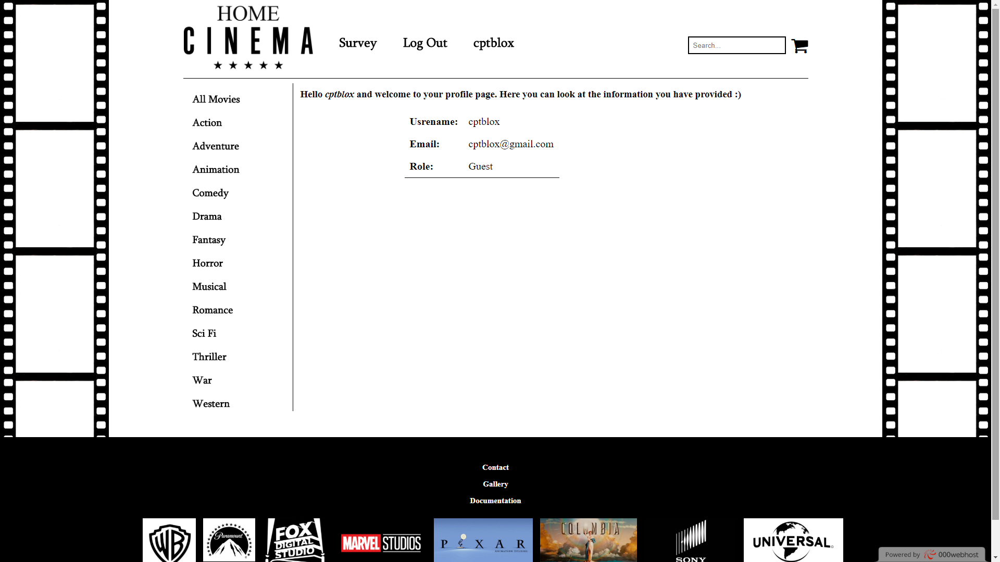 HOME
CINEMA
Survey
Log Out
cptblox
Search...
All Movies
Action
Adventure
Animation
Comedy
Drama
Fantasy
Horror
Musical
Romance
Sci Fi
Thriller
War
Western
Hello cptblox and welcome to your profile page. Here you can look at the information you have provided :)
Usrename: cptblox
Email: cptblox@gmail.com
Role: Guest
Contact
Gallery
Documentation
WB
Paramount
FOX
DIGITAL
STUDIO
MARVEL STUDIOS
PIXAR
ANIMATION STUDIOS
COLUMBIA
SONY
UNIVERSAL
Powered by 000webhost